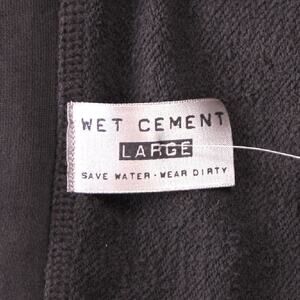 WET CEMENT
LARGE
SAVE WATER · WEAR DIRTY